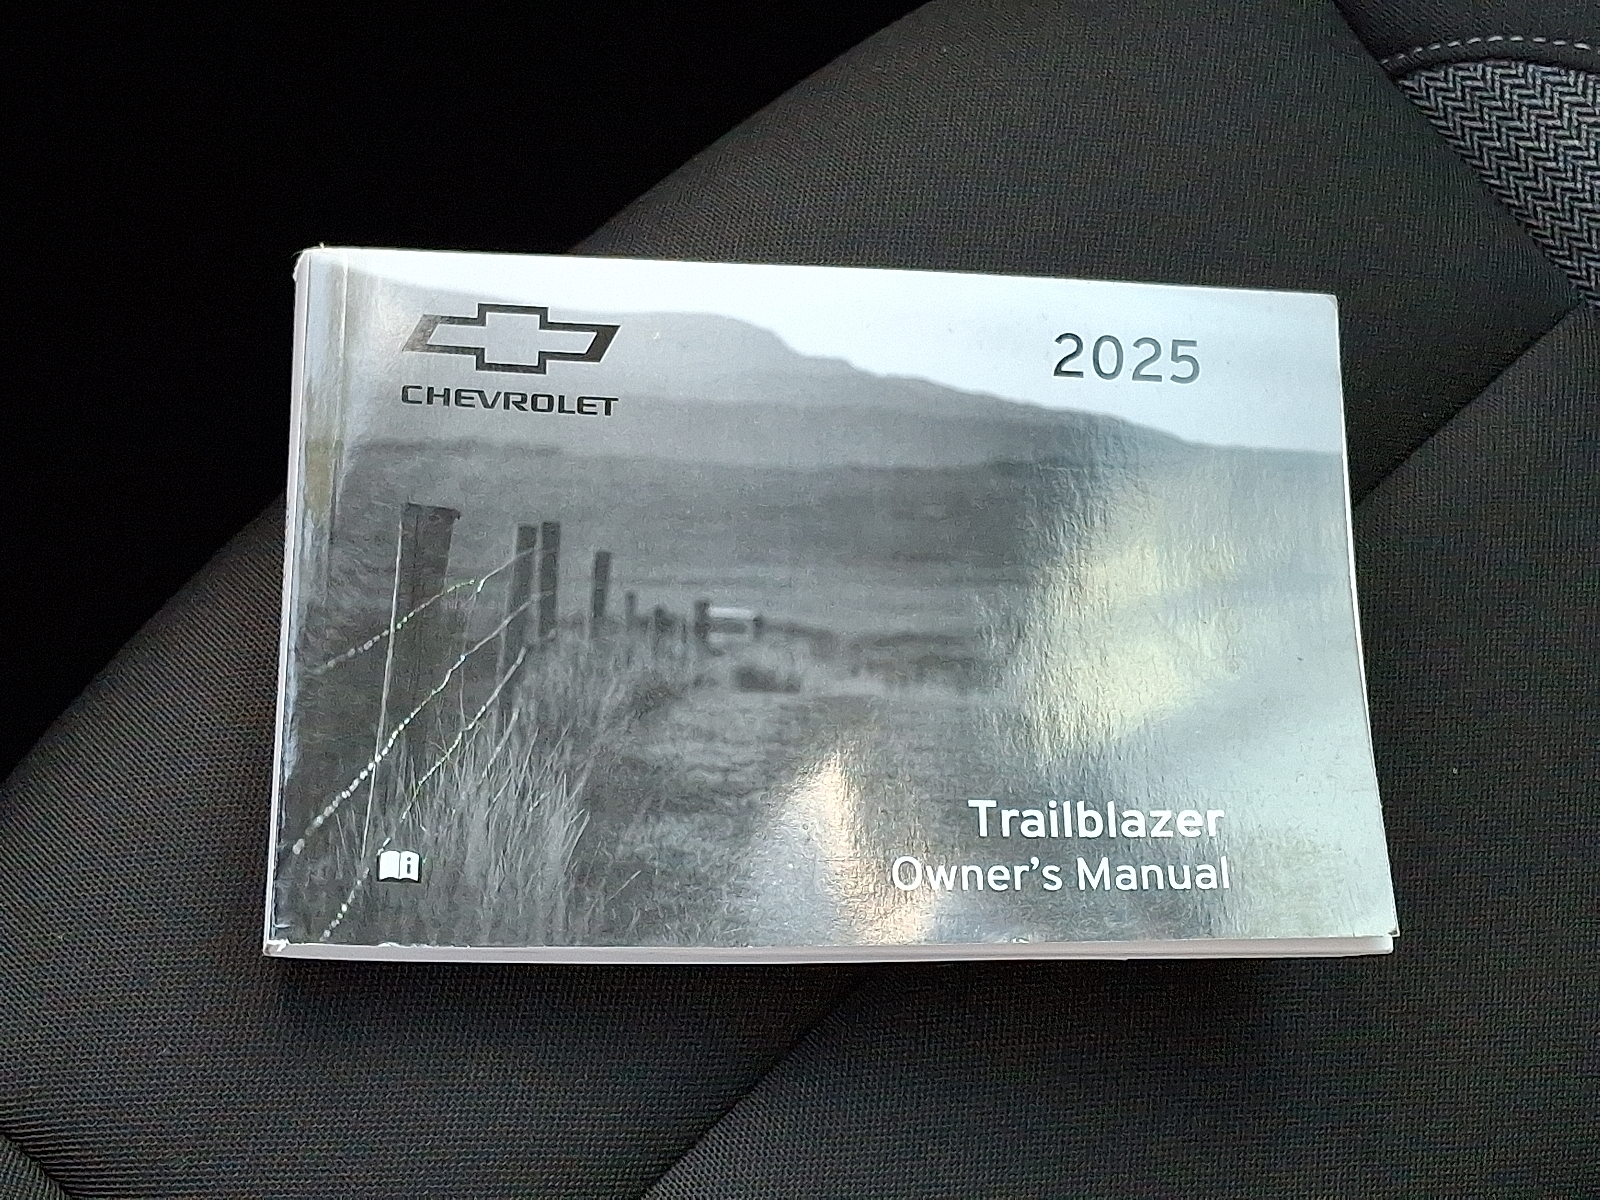 CHEVROLET
2025
Trailblazer
Owner's Manual